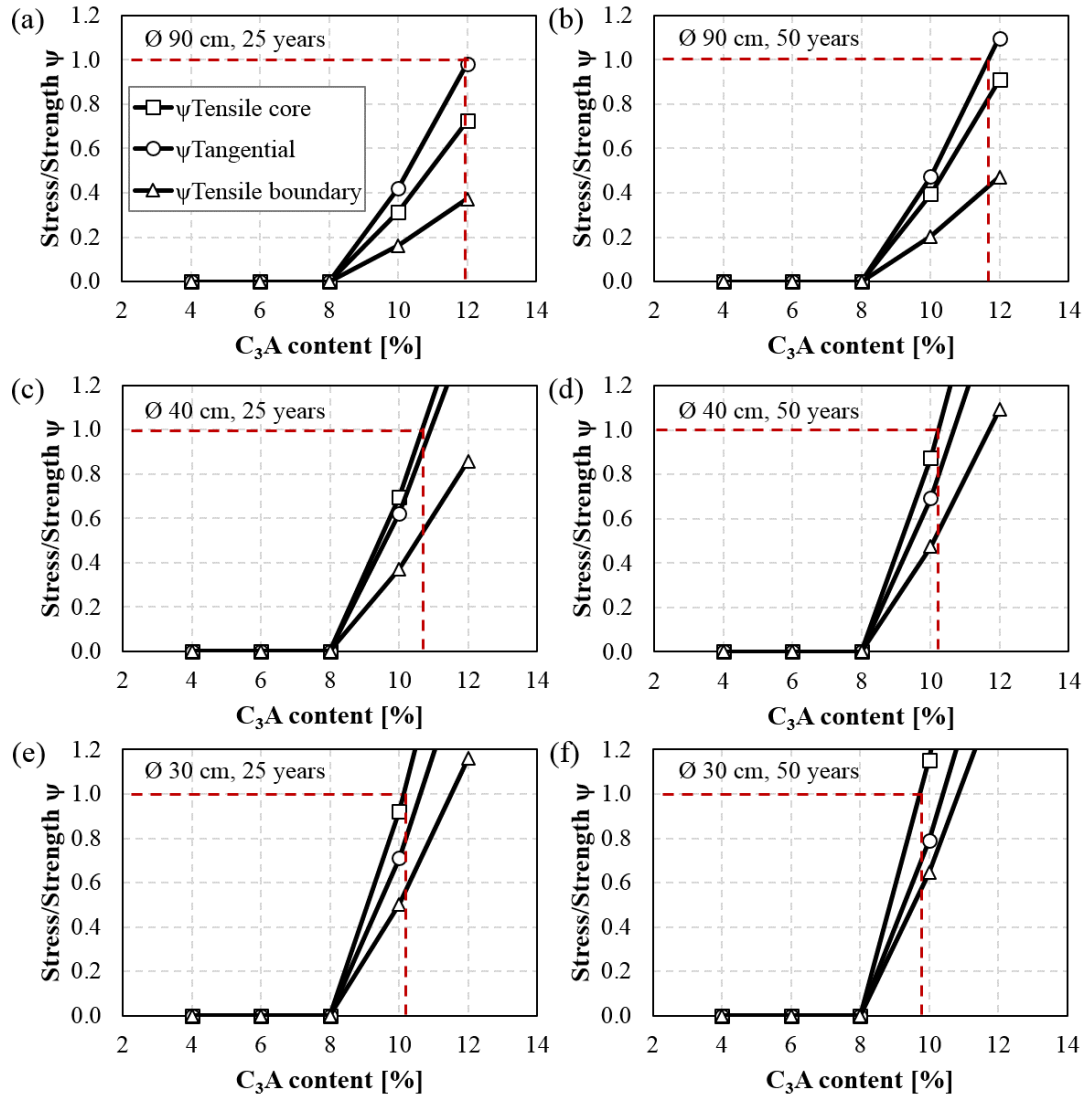 (a)
Stress/Strength ψ
1.2
1.0
0.8
0.6
0.4
0.2
0.0
Ø 90 cm, 25 years
ψTensile core
ψTangential
ψTensile boundary
2 4 6 8 10 12 14
C₃A content [%]
(b)
Stress/Strength ψ
1.2
1.0
0.8
0.6
0.4
0.2
0.0
Ø 90 cm, 50 years
2 4 6 8 10 12 14
C₃A content [%]
(c)
Stress/Strength ψ
1.2
1.0
0.8
0.6
0.4
0.2
0.0
Ø 40 cm, 25 years
2 4 6 8 10 12 14
C₃A content [%]
(d)
Stress/Strength ψ
1.2
1.0
0.8
0.6
0.4
0.2
0.0
Ø 40 cm, 50 years
2 4 6 8 10 12 14
C₃A content [%]
(e)
Stress/Strength ψ
1.2
1.0
0.8
0.6
0.4
0.2
0.0
Ø 30 cm, 25 years
2 4 6 8 10 12 14
C₃A content [%]
(f)
Stress/Strength ψ
1.2
1.0
0.8
0.6
0.4
0.2
0.0
Ø 30 cm, 50 years
2 4 6 8 10 12 14
C₃A content [%]